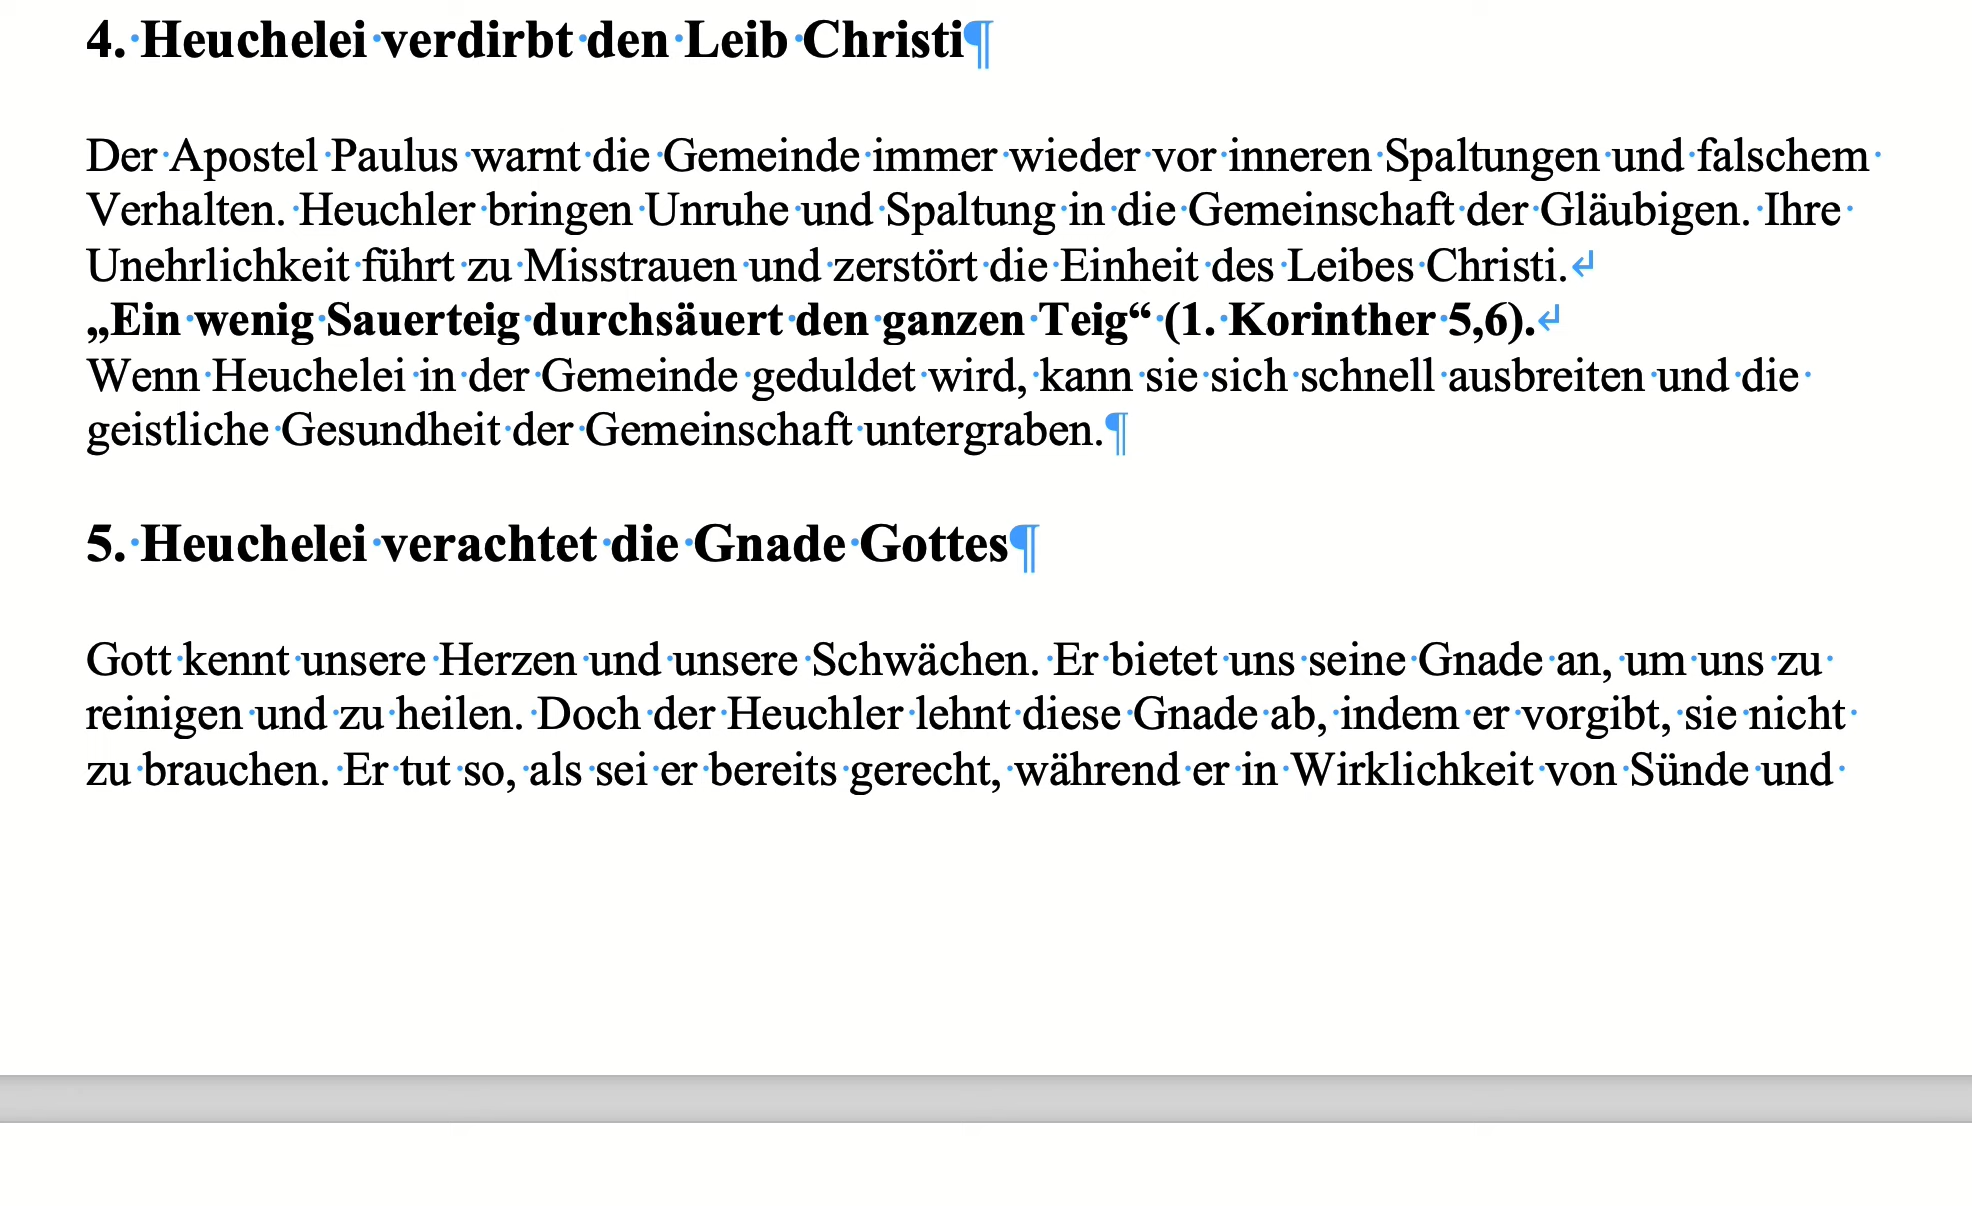 4. Heuchelei verdirbt den Leib Christi
Der Apostel Paulus warnt die Gemeinde immer wieder vor inneren Spaltungen und falschem
Verhalten. Heuchler bringen Unruhe und Spaltung in die Gemeinschaft der Gläubigen. Ihre
Unehrlichkeit führt zu Misstrauen und zerstört die Einheit des Leibes Christi.
„Ein wenig Sauerteig durchsäuert den ganzen Teig“ (1. Korinther 5,6).
Wenn Heuchelei in der Gemeinde geduldet wird, kann sie sich schnell ausbreiten und die
geistliche Gesundheit der Gemeinschaft untergraben.
5. Heuchelei verachtet die Gnade Gottes
Gott kennt unsere Herzen und unsere Schwächen. Er bietet uns seine Gnade an, um uns zu
reinigen und zu heilen. Doch der Heuchler lehnt diese Gnade ab, indem er vorgibt, sie nicht
zu brauchen. Er tut so, als sei er bereits gerecht, während er in Wirklichkeit von Sünde und